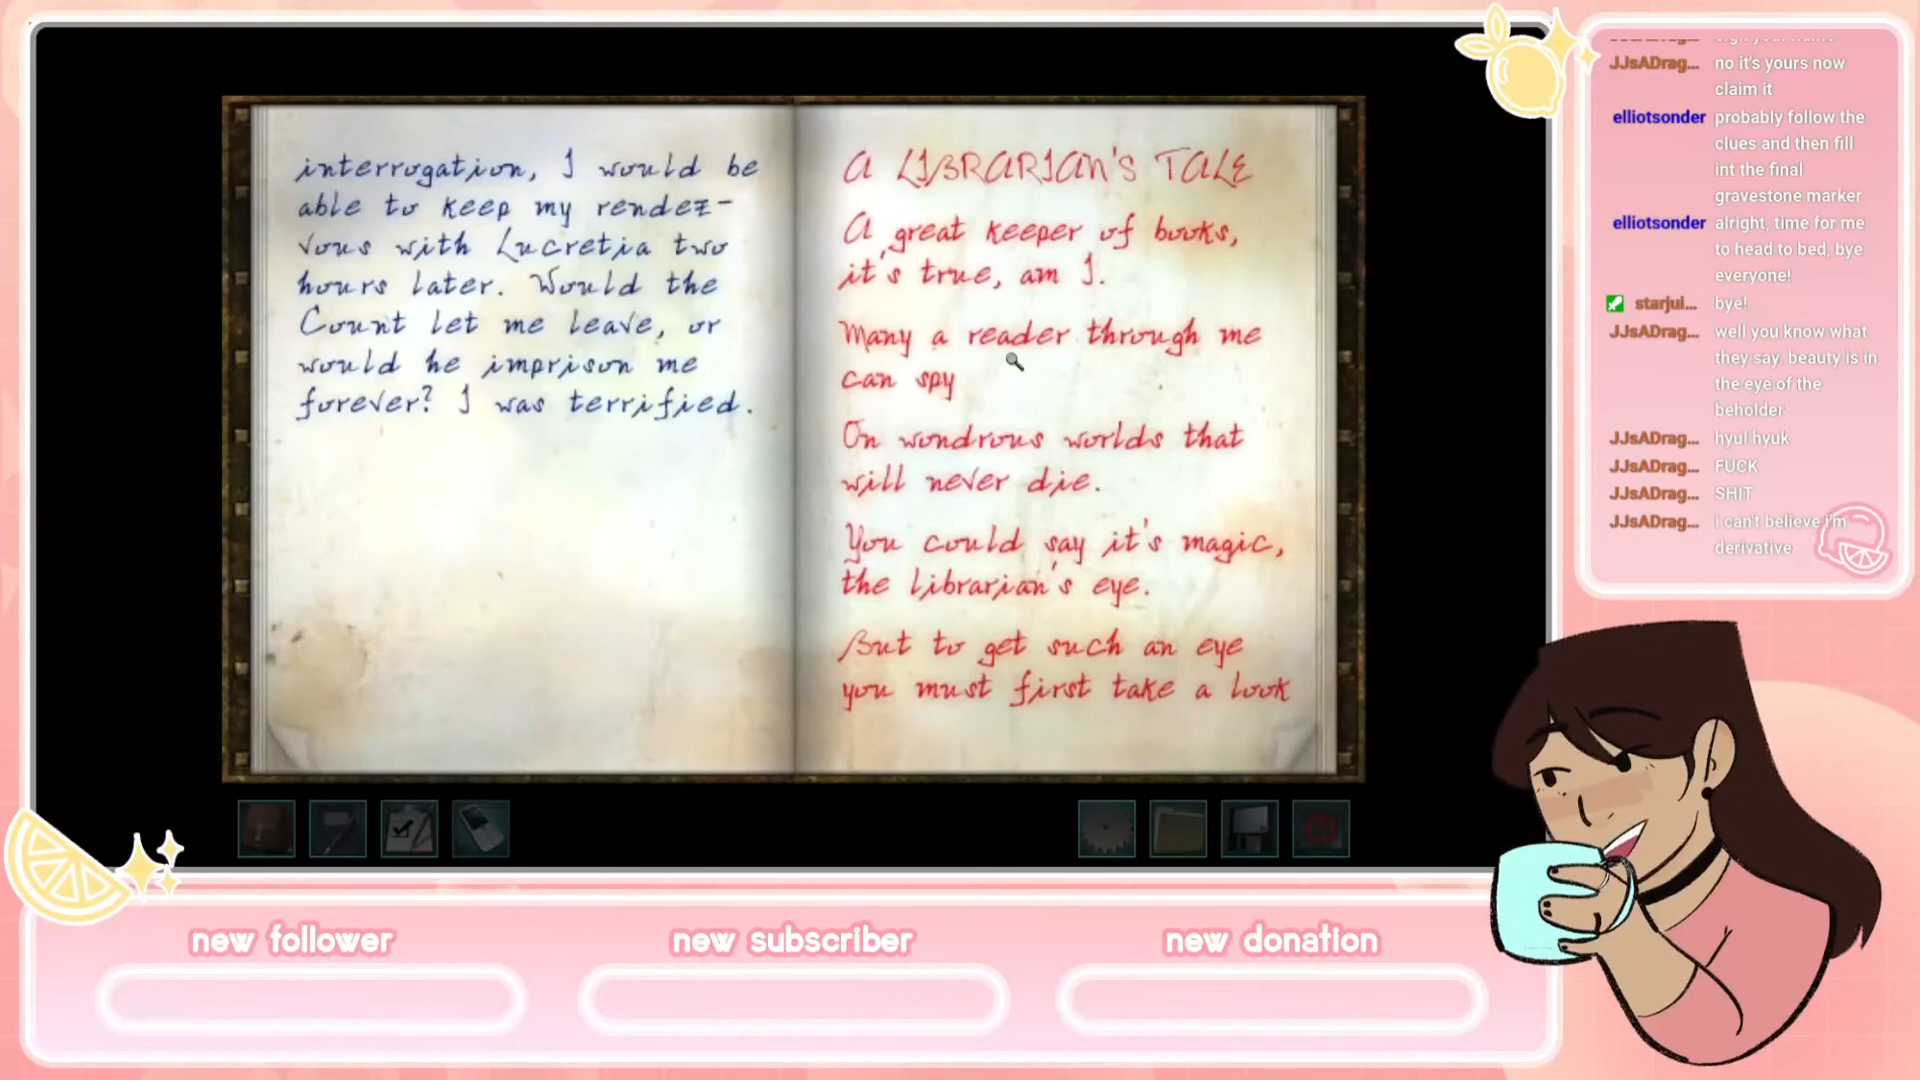 interrogation, I would be
able to keep my rendez-
vous with Lucretia two
hours later. Would the
Count let me leave, or
would he imprison me
forever? I was terrified.
A LIBRARIAN'S TALE
A great keeper of books,
it's true, am I.
Many a reader through me
can spy
On wondrous worlds that
will never die.
You could say it's magic,
the librarian's eye.
But to get such an eye
you must first take a look
JJsADrag... no it's yours now
claim it
elliotsonder probably follow the
clues and then fill
int the final
gravestone marker
elliotsonder alright, time for me
to head to bed, bye
everyone!
starjui... bye!
JJsADrag... well you know what
they say. beauty is in
the eye of the
beholder
JJsADrag... hyul hyuk
JJsADrag... FUCK
JJsADrag... SHIT
JJsADrag... i can't believe i'm
derivative
new follower
new subscriber
new donation